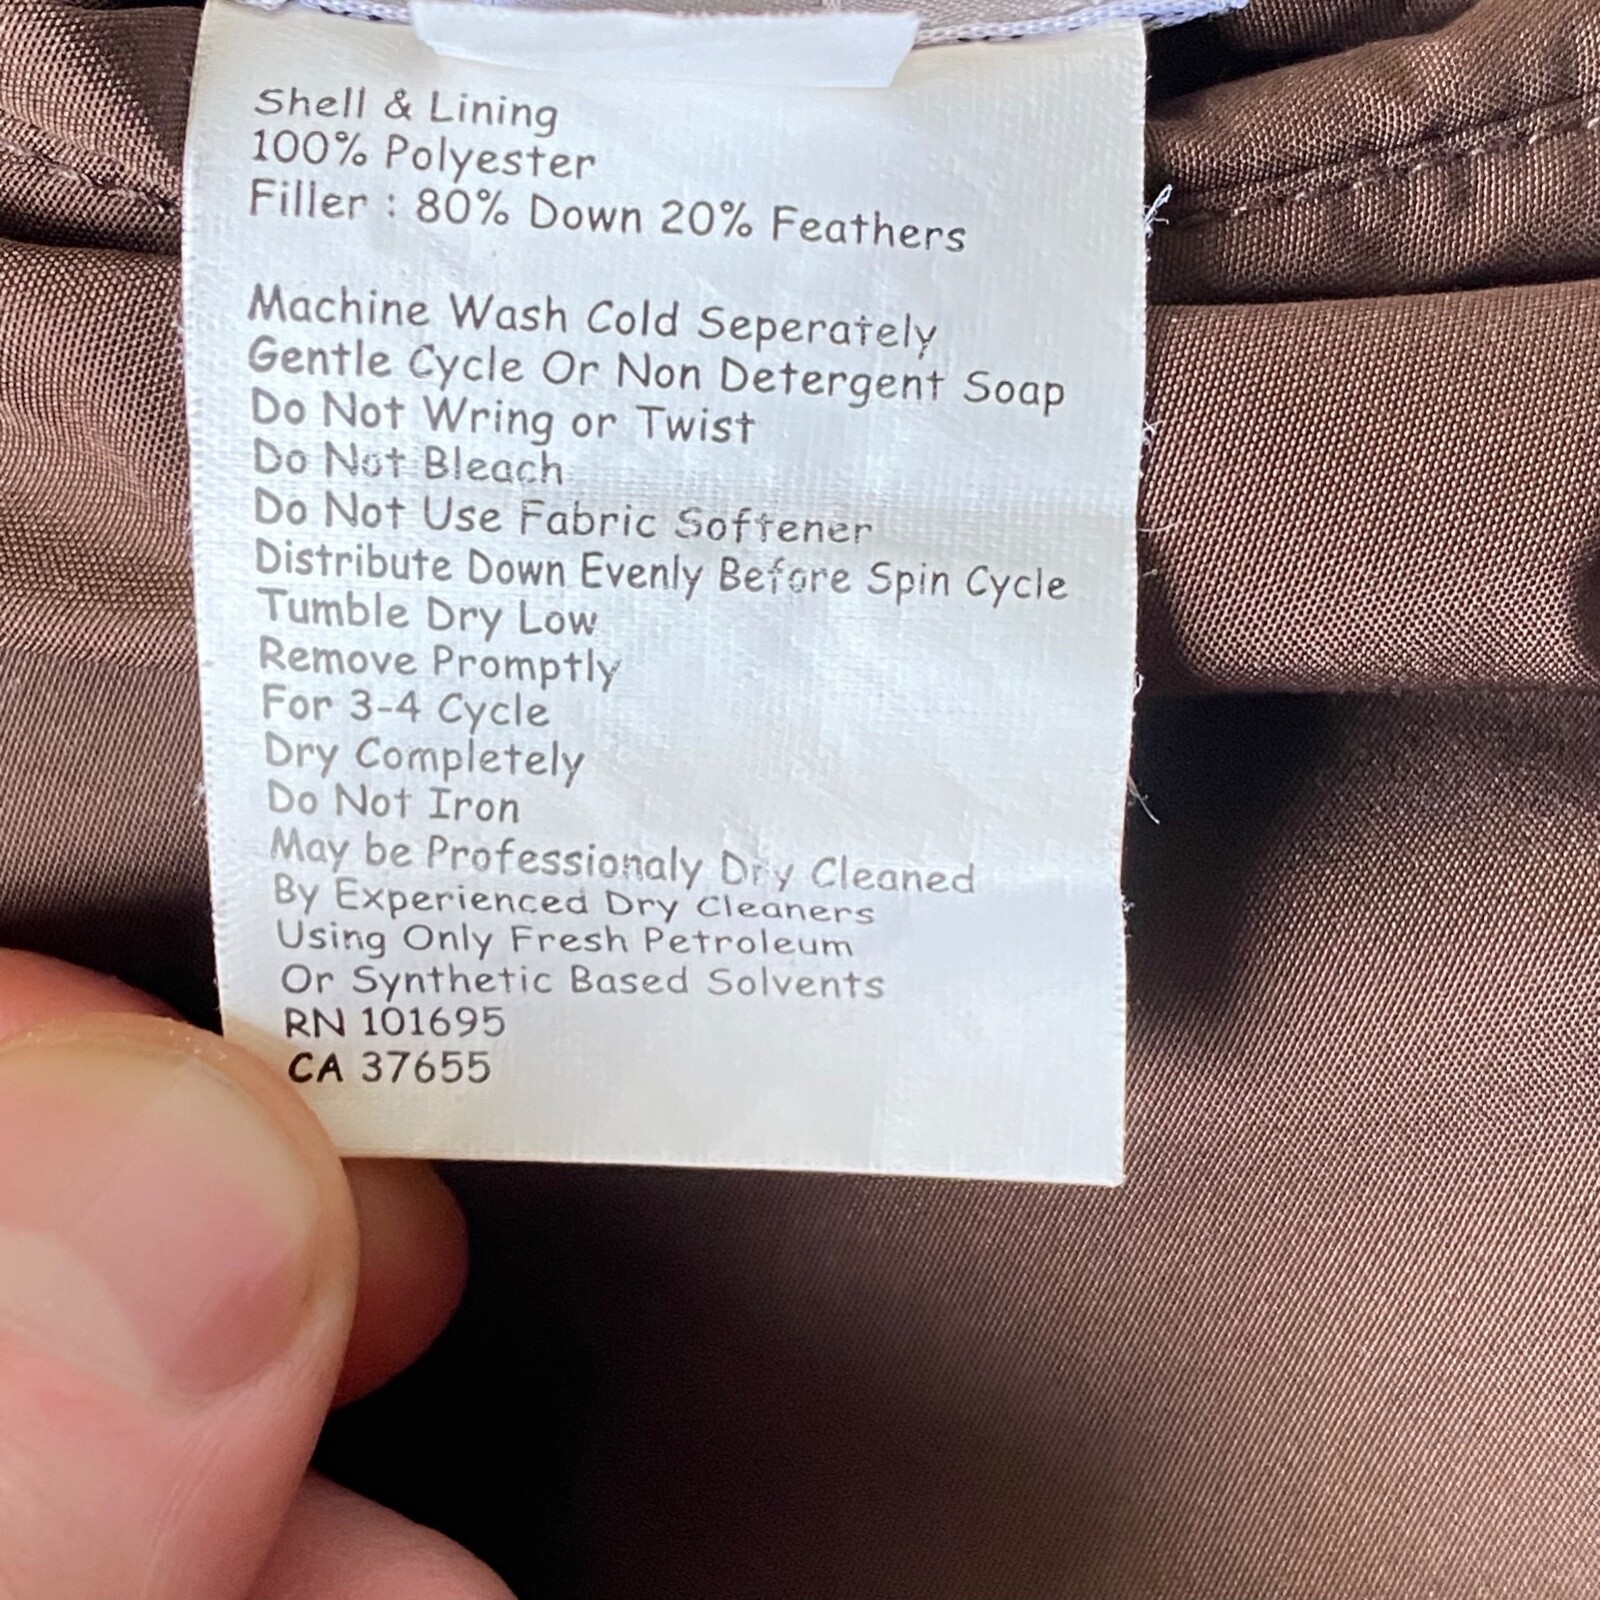 Shell & Lining
100% Polyester
Filler : 80% Down 20% Feathers
Machine Wash Cold Seperately
Gentle Cycle Or Non Detergent Soap
Do Not Wring or Twist
Do Not Bleach
Do Not Use Fabric Softener
Distribute Down Evenly Before Spin Cycle
Tumble Dry Low
Remove Promptly
For 3-4 Cycle
Dry Completely
Do Not Iron
May be Professionaly Dry Cleaned
By Experienced Dry Cleaners
Using Only Fresh Petroleum
Or Synthetic Based Solvents
RN 101695
CA 37655